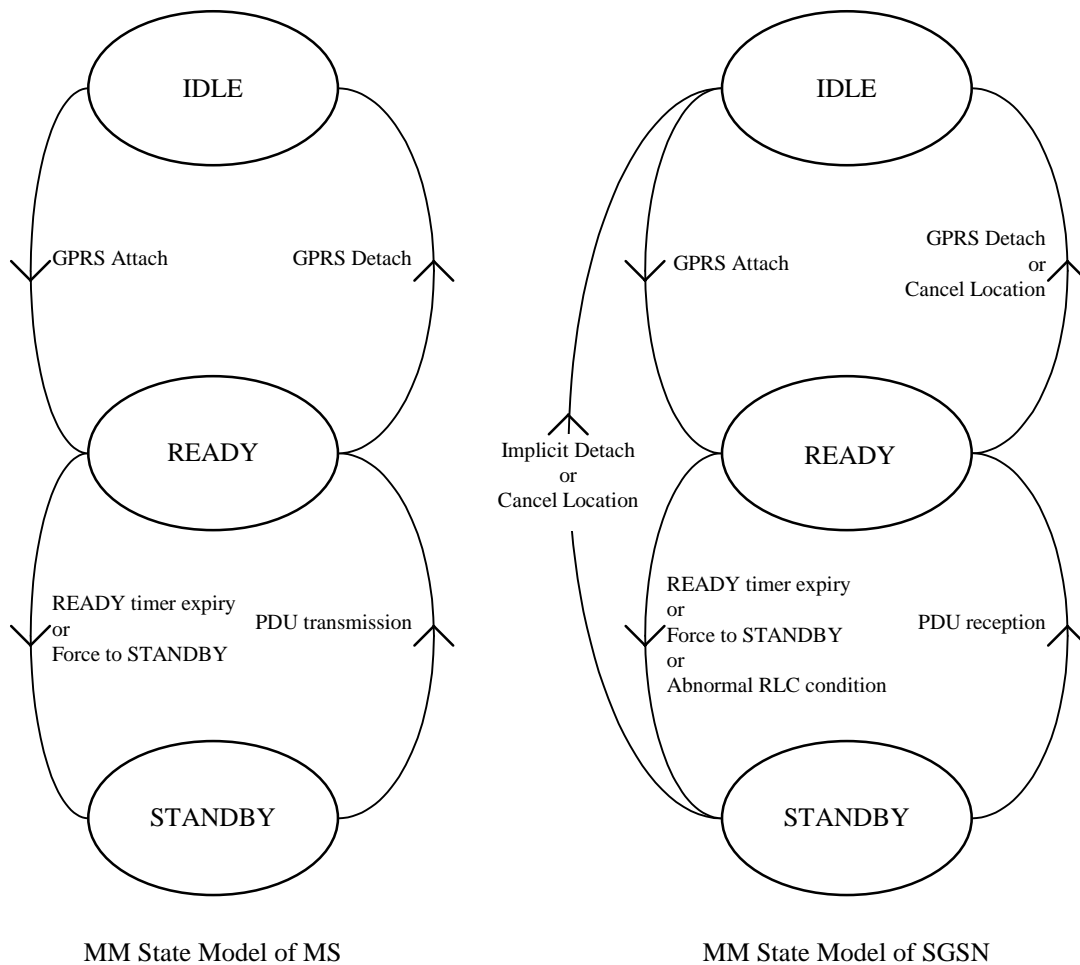 IDLE
GPRS Attach
GPRS Detach
READY
READY timer expiry
or
Force to STANDBY
PDU transmission
STANDBY
MM State Model of MS
IDLE
GPRS Attach
GPRS Detach
or
Cancel Location
Implicit Detach
or
Cancel Location
READY
READY timer expiry
or
Force to STANDBY
or
Abnormal RLC condition
PDU reception
STANDBY
MM State Model of SGSN